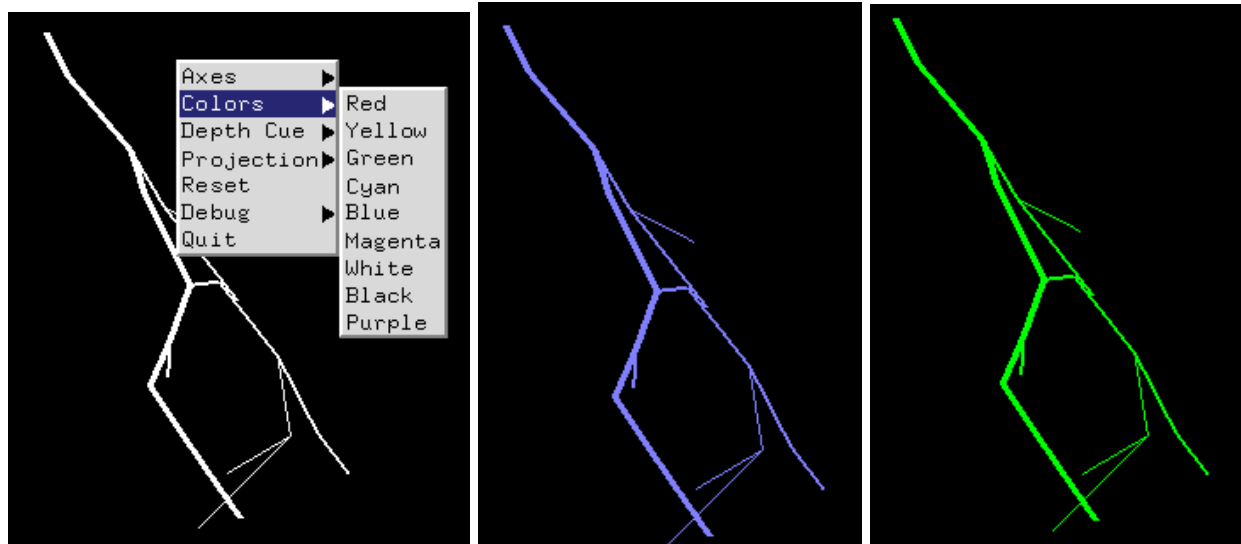 Axes
Colors
Depth Cue
Projection
Reset
Debug
Quit
Red
Yellow
Green
Cyan
Blue
Magenta
White
Black
Purple